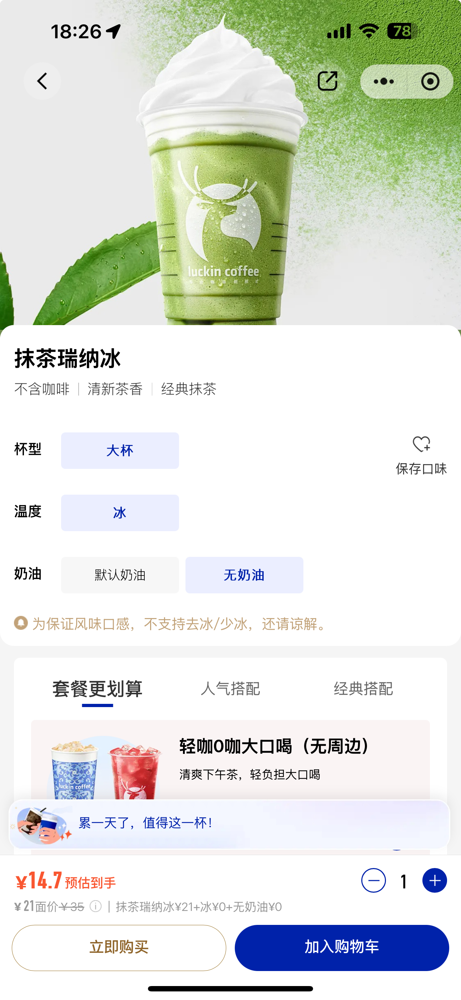 18:26
78
luckin coffee
抹茶瑞纳冰
不含咖啡 | 清新茶香 | 经典抹茶
杯型
大杯
保存口味
温度
冰
奶油
默认奶油
无奶油
为保证风味口感，不支持去冰/少冰，还请谅解。
套餐更划算
人气搭配
经典搭配
轻咖0咖大口喝（无周边）
清爽下午茶，轻负担大口喝
luckin coffee
累一天了，值得这一杯！
¥14.7 预估到手
1
¥21面价¥35 | 抹茶瑞纳冰¥21+冰¥0+无奶油¥0
立即购买
加入购物车